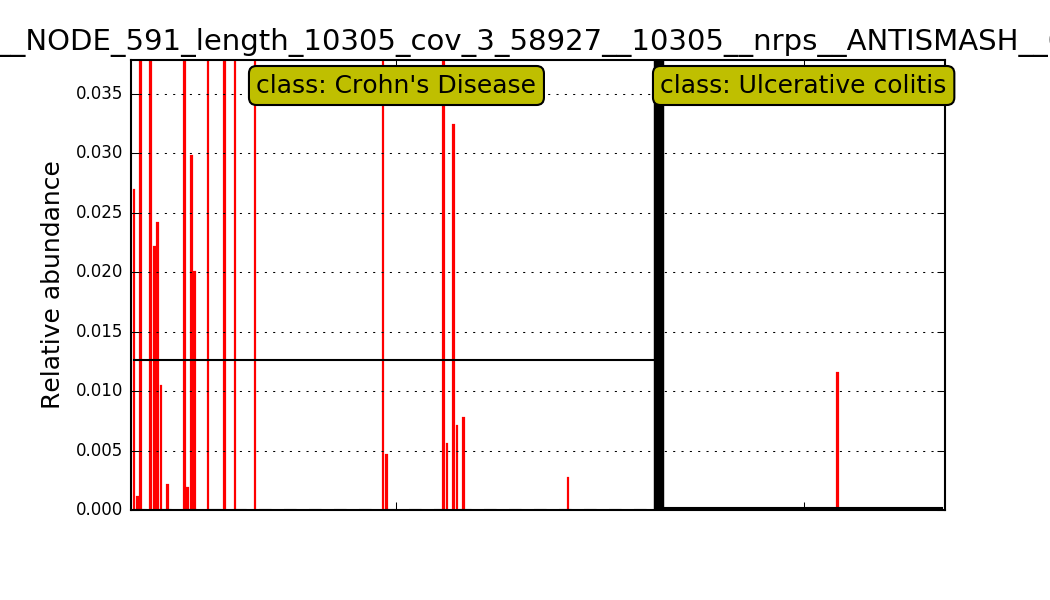 __NODE_591_length_10305_cov_3_58927__10305__nrps__ANTISMASH__
class: Crohn's Disease
class: Ulcerative colitis
Relative abundance
0.035
0.030
0.025
0.020
0.015
0.010
0.005
0.000